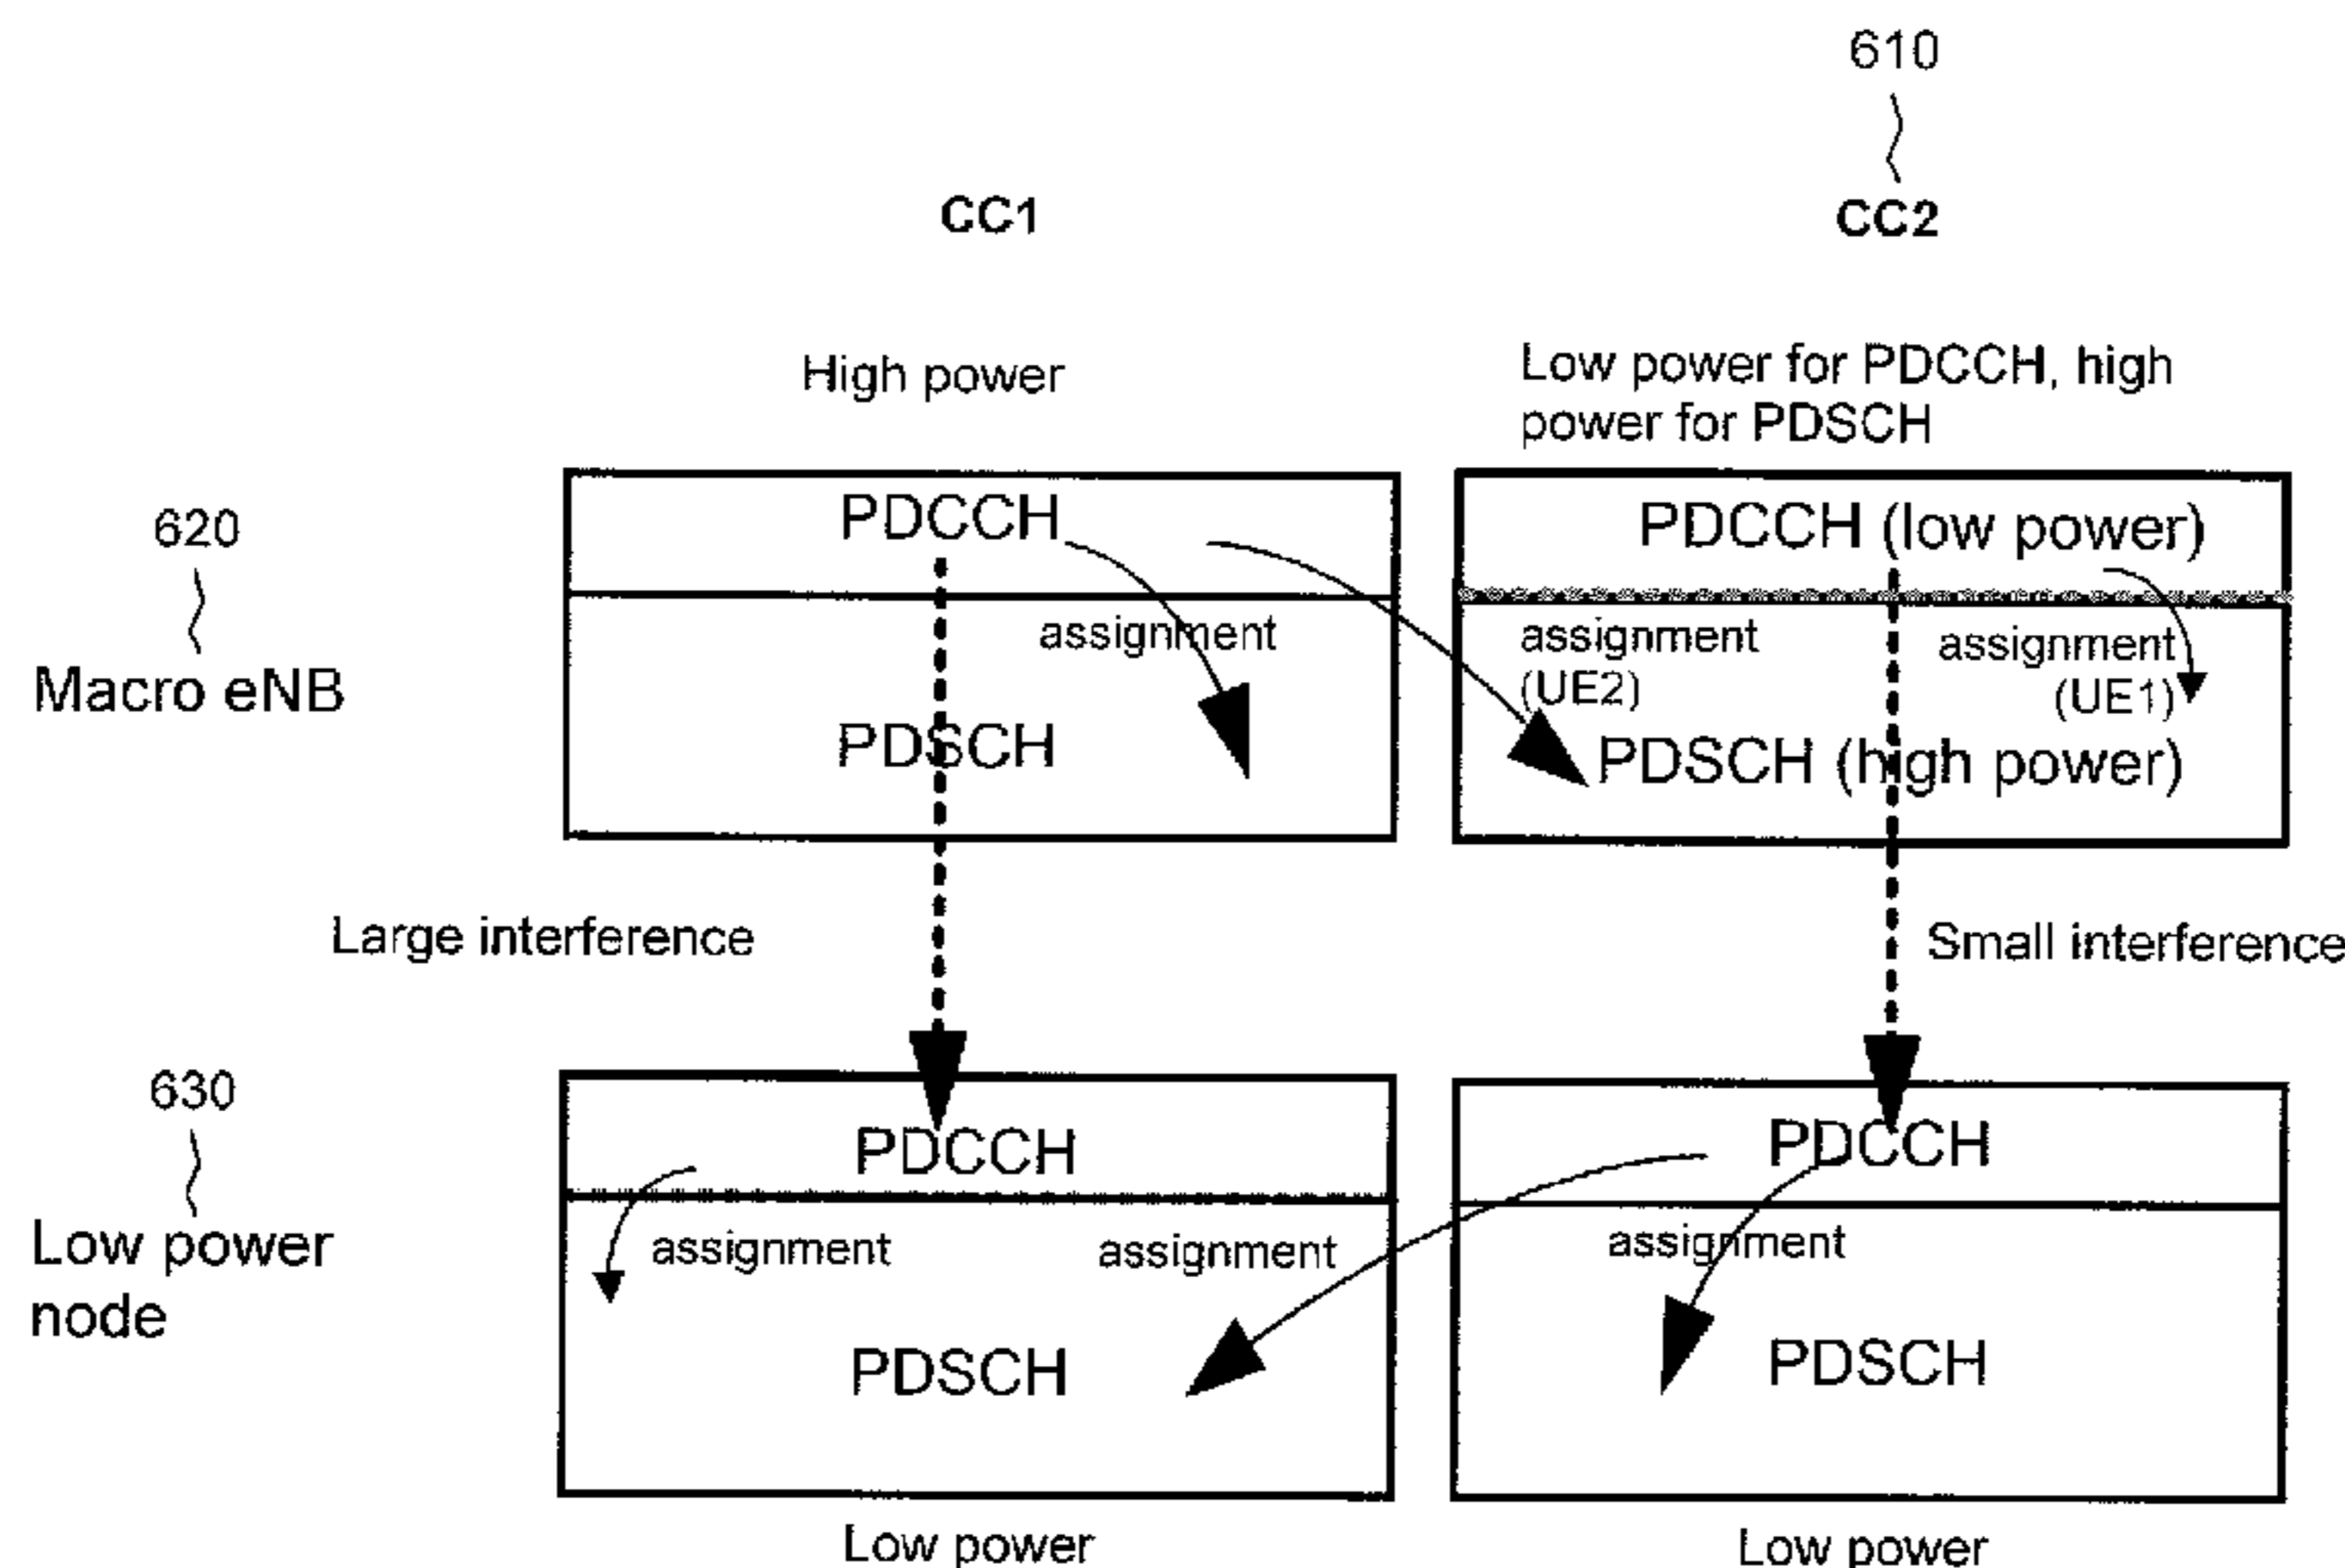 610
CC1
CC2
High power
Low power for PDCCH, high
power for PDSCH
620
Macro eNB
PDCCH
assignment
PDSCH
PDCCH (low power)
assignment
(UE2)
assignment
(UE1)
PDSCH (high power)
Large interference
Small interference
630
Low power
node
PDCCH
assignment
assignment
PDSCH
PDCCH
assignment
PDSCH
Low power
Low power